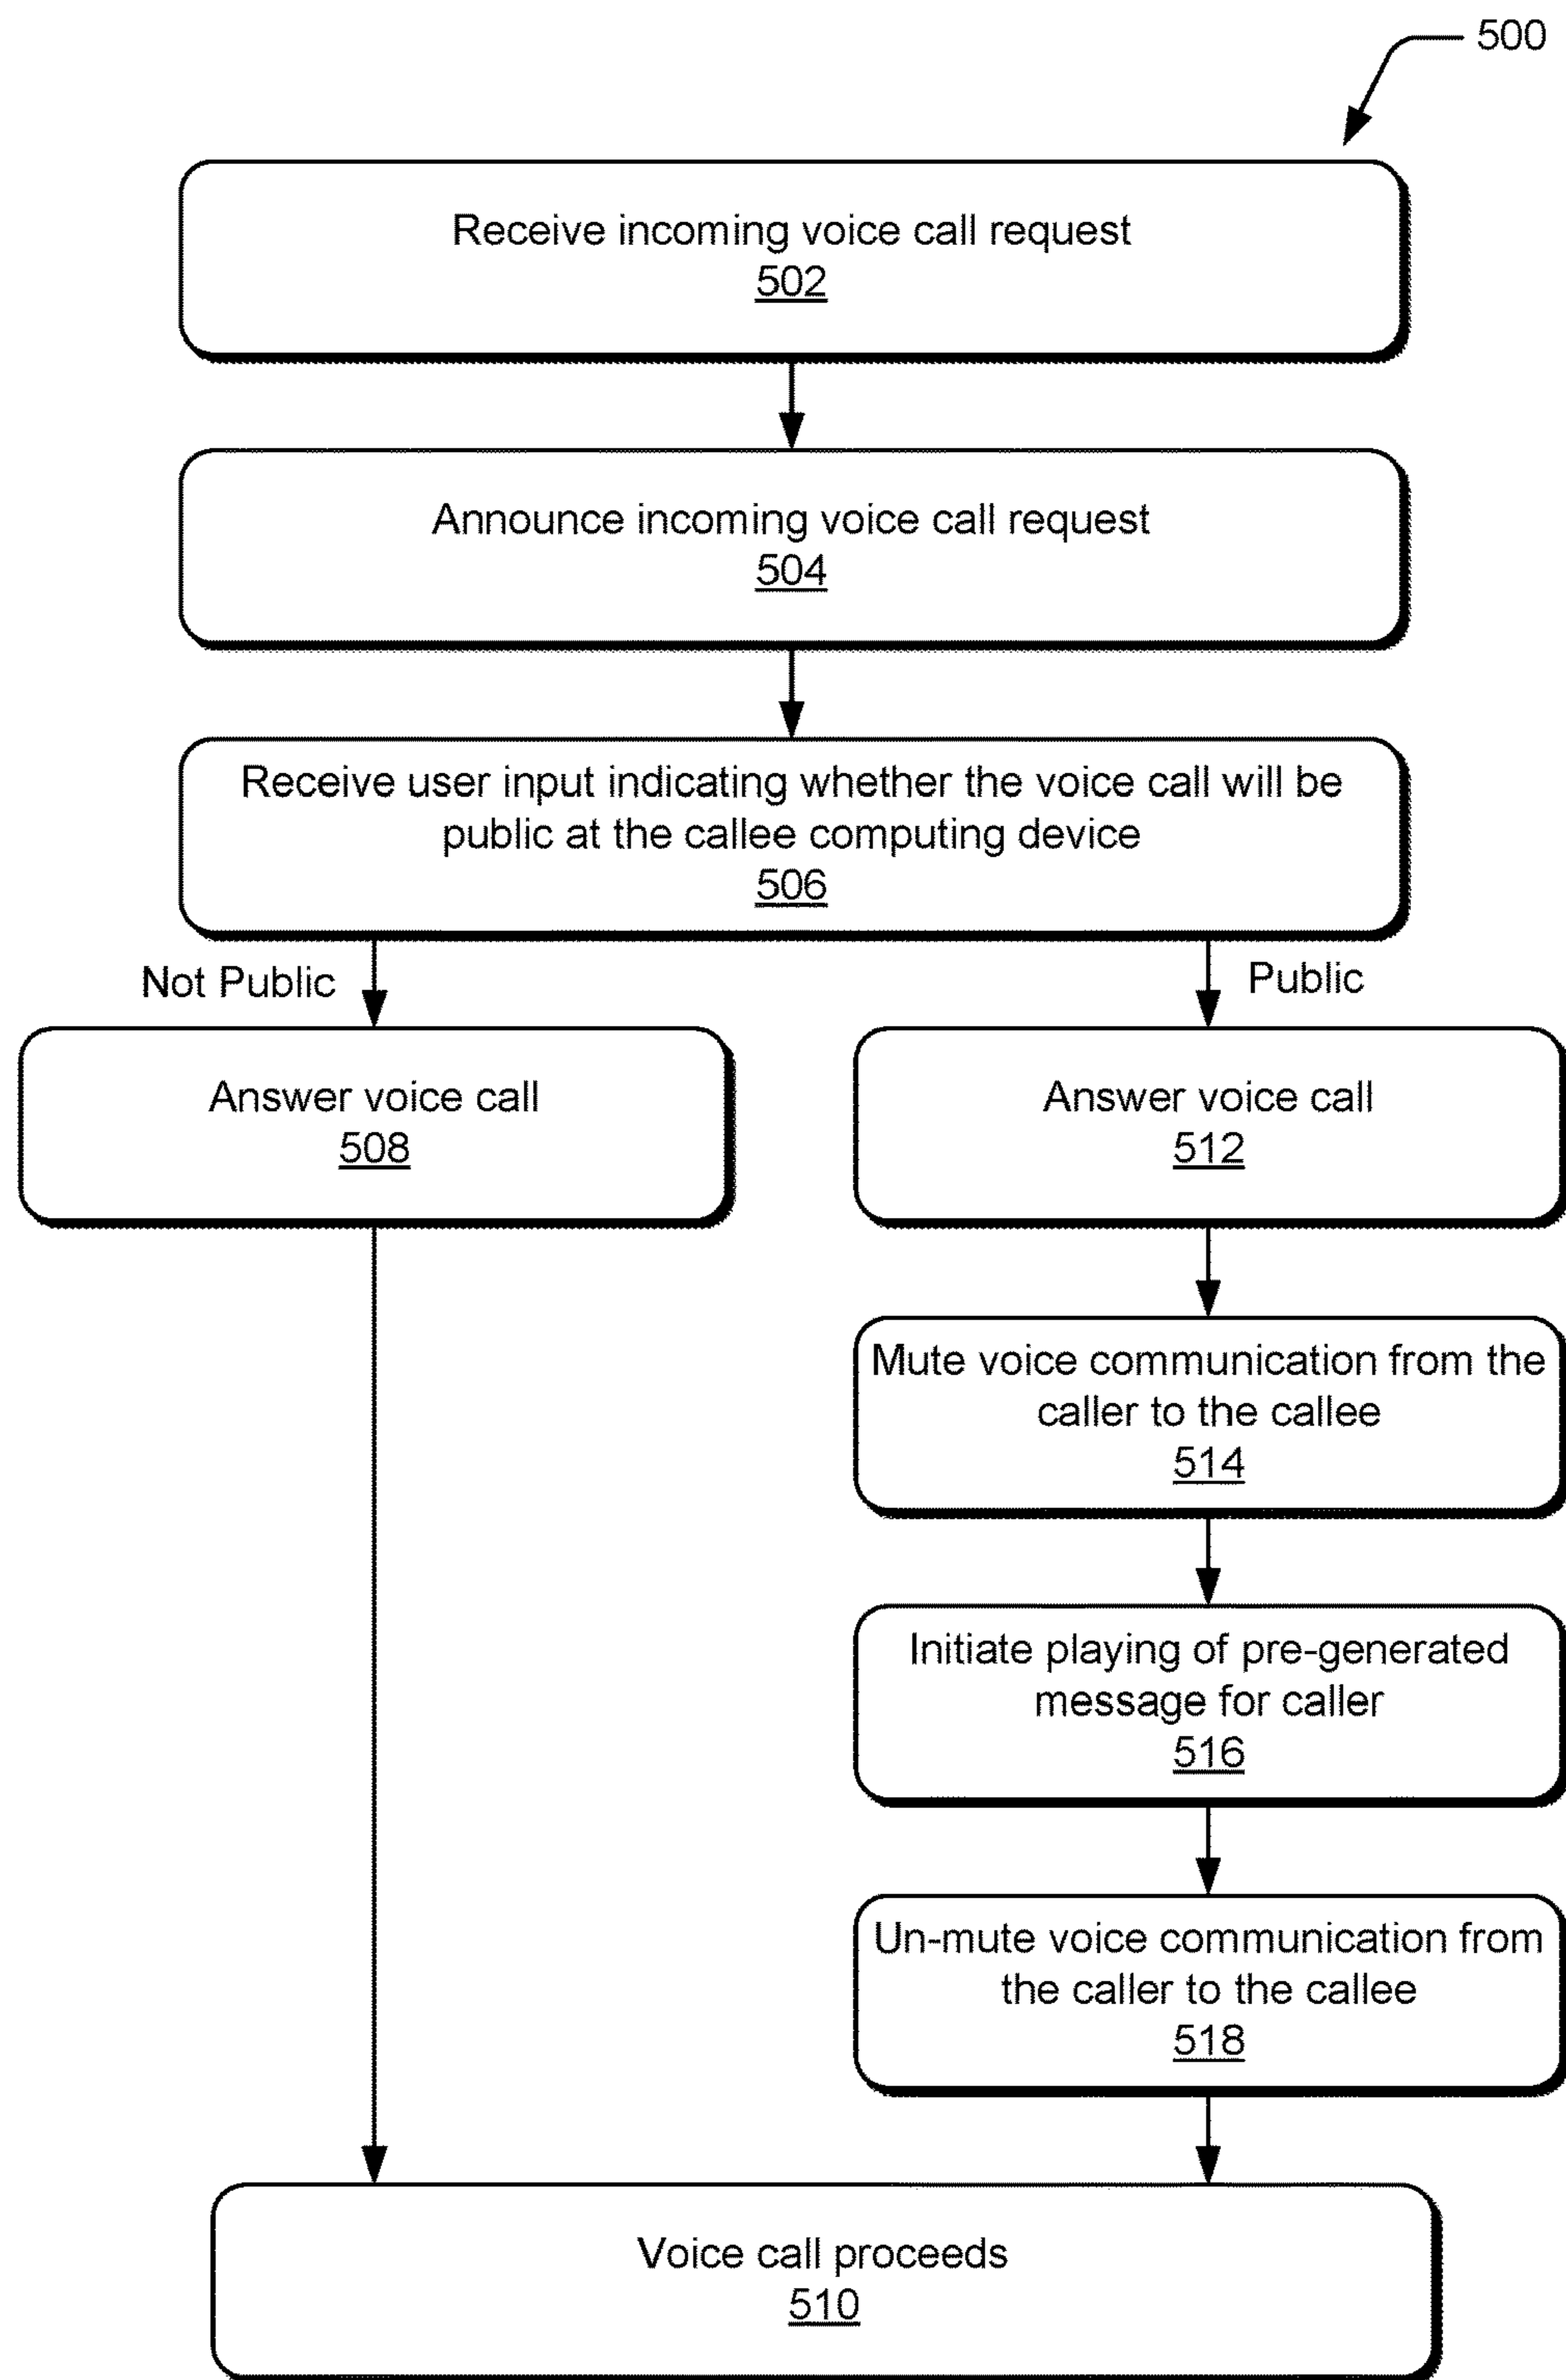 500
Receive incoming voice call request
502
Announce incoming voice call request
504
Receive user input indicating whether the voice call will be
public at the callee computing device
506
Not Public
Public
Answer voice call
508
Answer voice call
512
Mute voice communication from the
caller to the callee
514
Initiate playing of pre-generated
message for caller
516
Un-mute voice communication from
the caller to the callee
518
Voice call proceeds
510